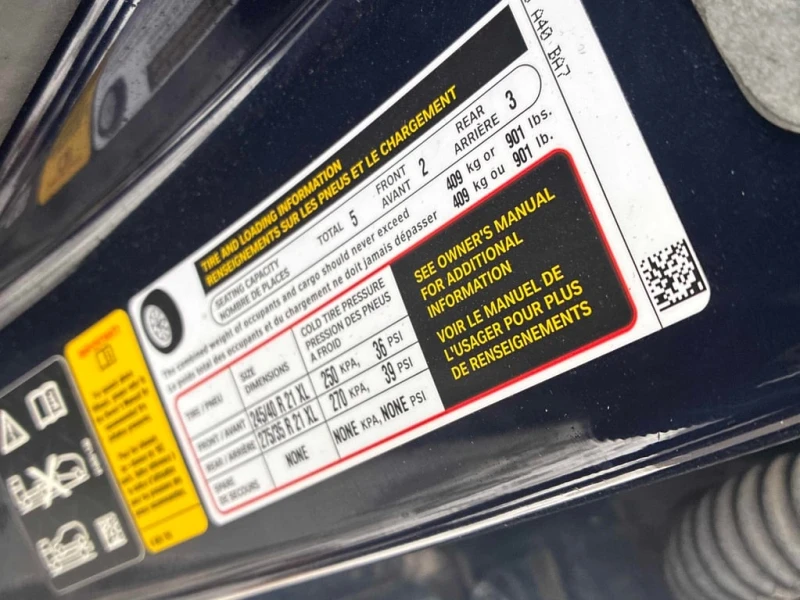 A40 BA7
TIRE AND LOADING INFORMATION
RENSEIGNEMENTS SUR LES PNEUS ET LE CHARGEMENT
SEATING CAPACITY
NOMBRE DE PLACES
TOTAL 5
FRONT
AVANT 2
REAR
ARRIÈRE 3
The combined weight of occupants and cargo should never exceed 409 kg or 901 lbs.
Le poids total des occupants et du chargement ne doit jamais dépasser 409 kg ou 901 lb.
TIRE / PNEU
SIZE
DIMENSIONS
COLD TIRE PRESSURE
PRESSION DES PNEUS
A FROID
FRONT / AVANT 245/40 R 21 XL 250 KPA, 36 PSI
REAR / ARRIÈRE 275/35 R 21 XL 270 KPA, 39 PSI
SPARE
DE SECOURS
NONE NONE KPA, NONE PSI
SEE OWNER'S MANUAL
FOR ADDITIONAL
INFORMATION
VOIR LE MANUEL DE
L'USAGER POUR PLUS
DE RENSEIGNEMENTS